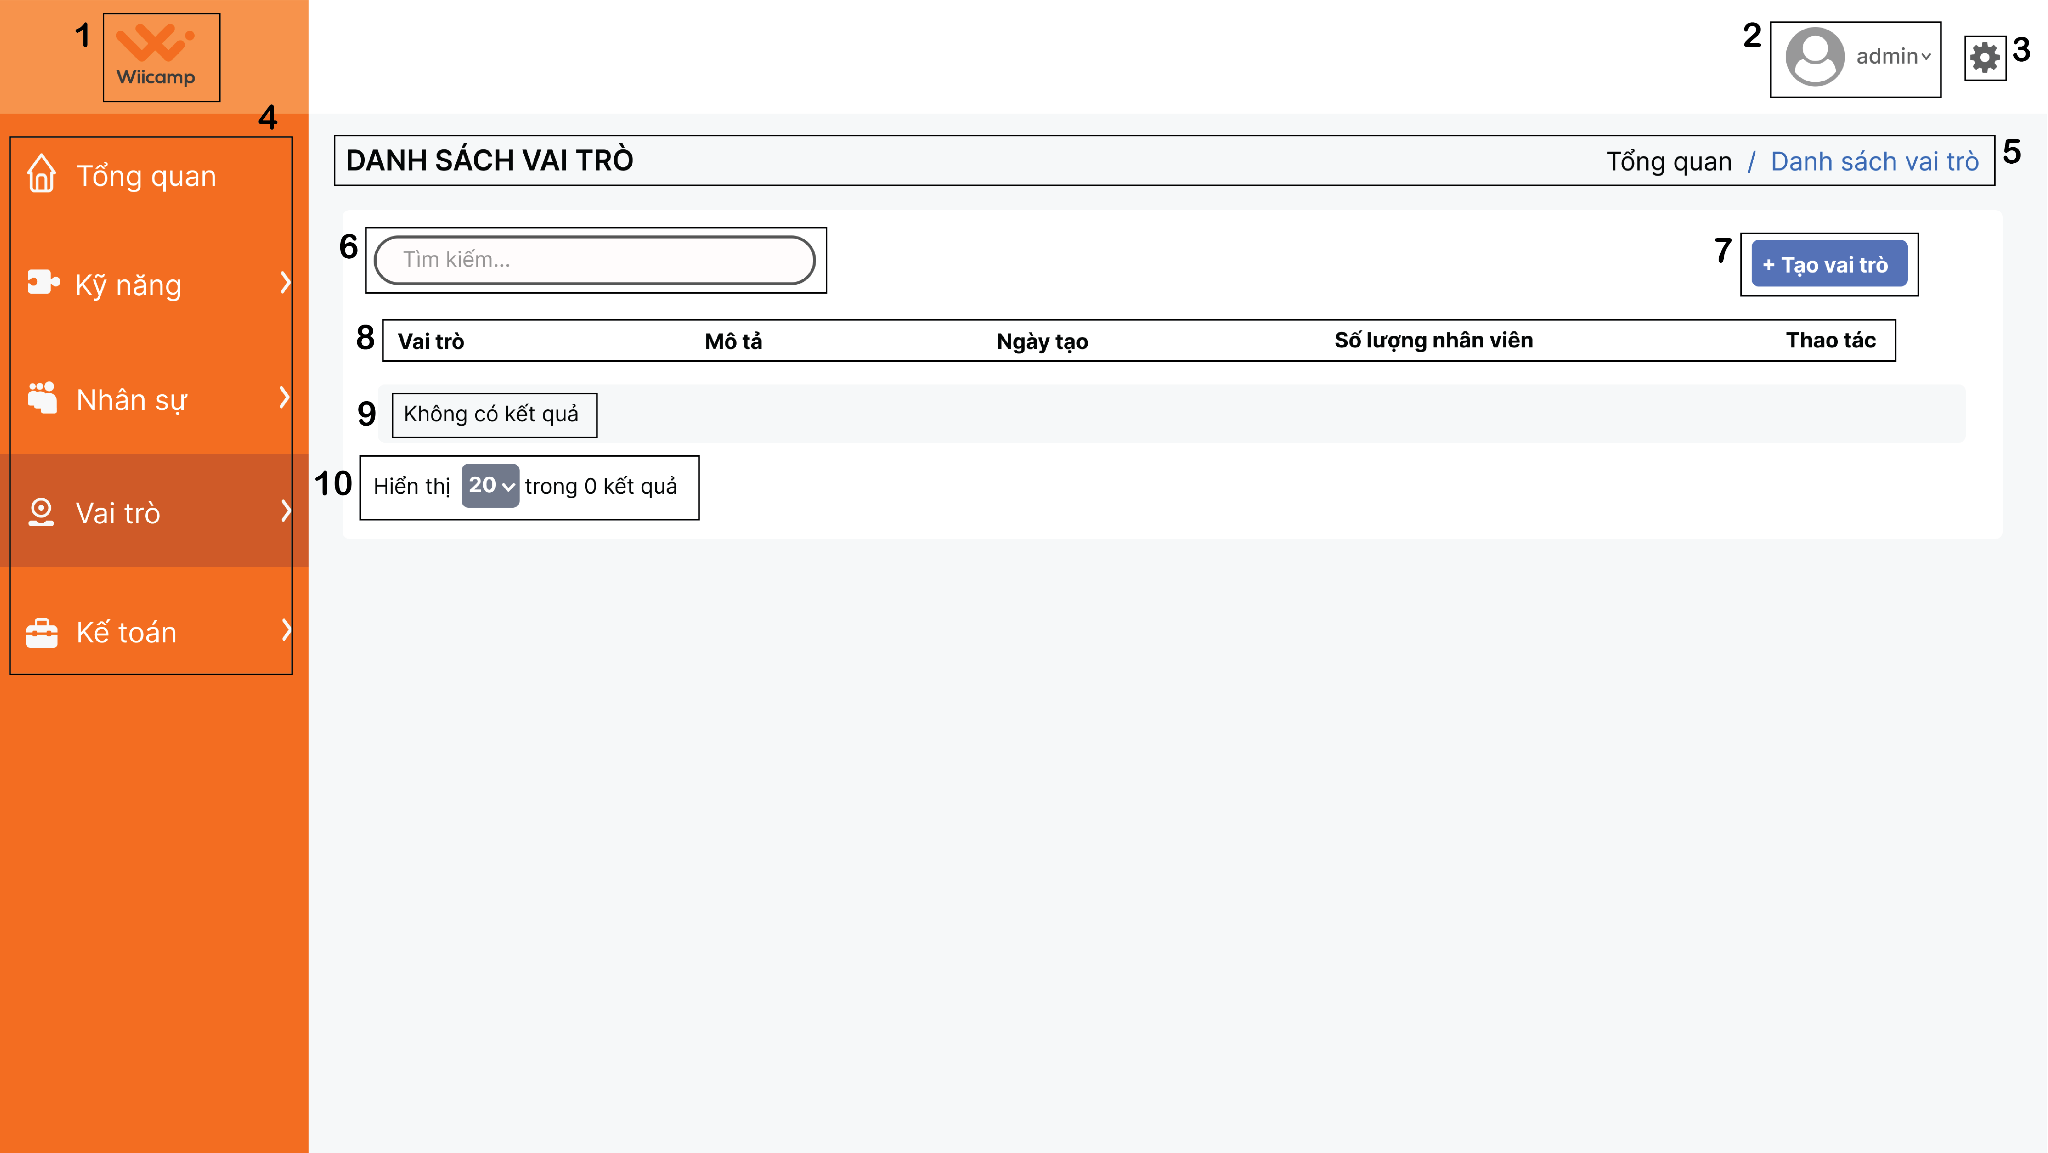 1
Wiicamp
2
admin
3
4
Tổng quan
Kỹ năng
Nhân sự
Vai trò
Kế toán
DANH SÁCH VAI TRÒ
Tổng quan / Danh sách vai trò
5
6
Tìm kiếm...
7
+ Tạo vai trò
8
Vai trò Mô tả Ngày tạo Số lượng nhân viên Thao tác
9
Không có kết quả
10
Hiển thị 20 trong 0 kết quả